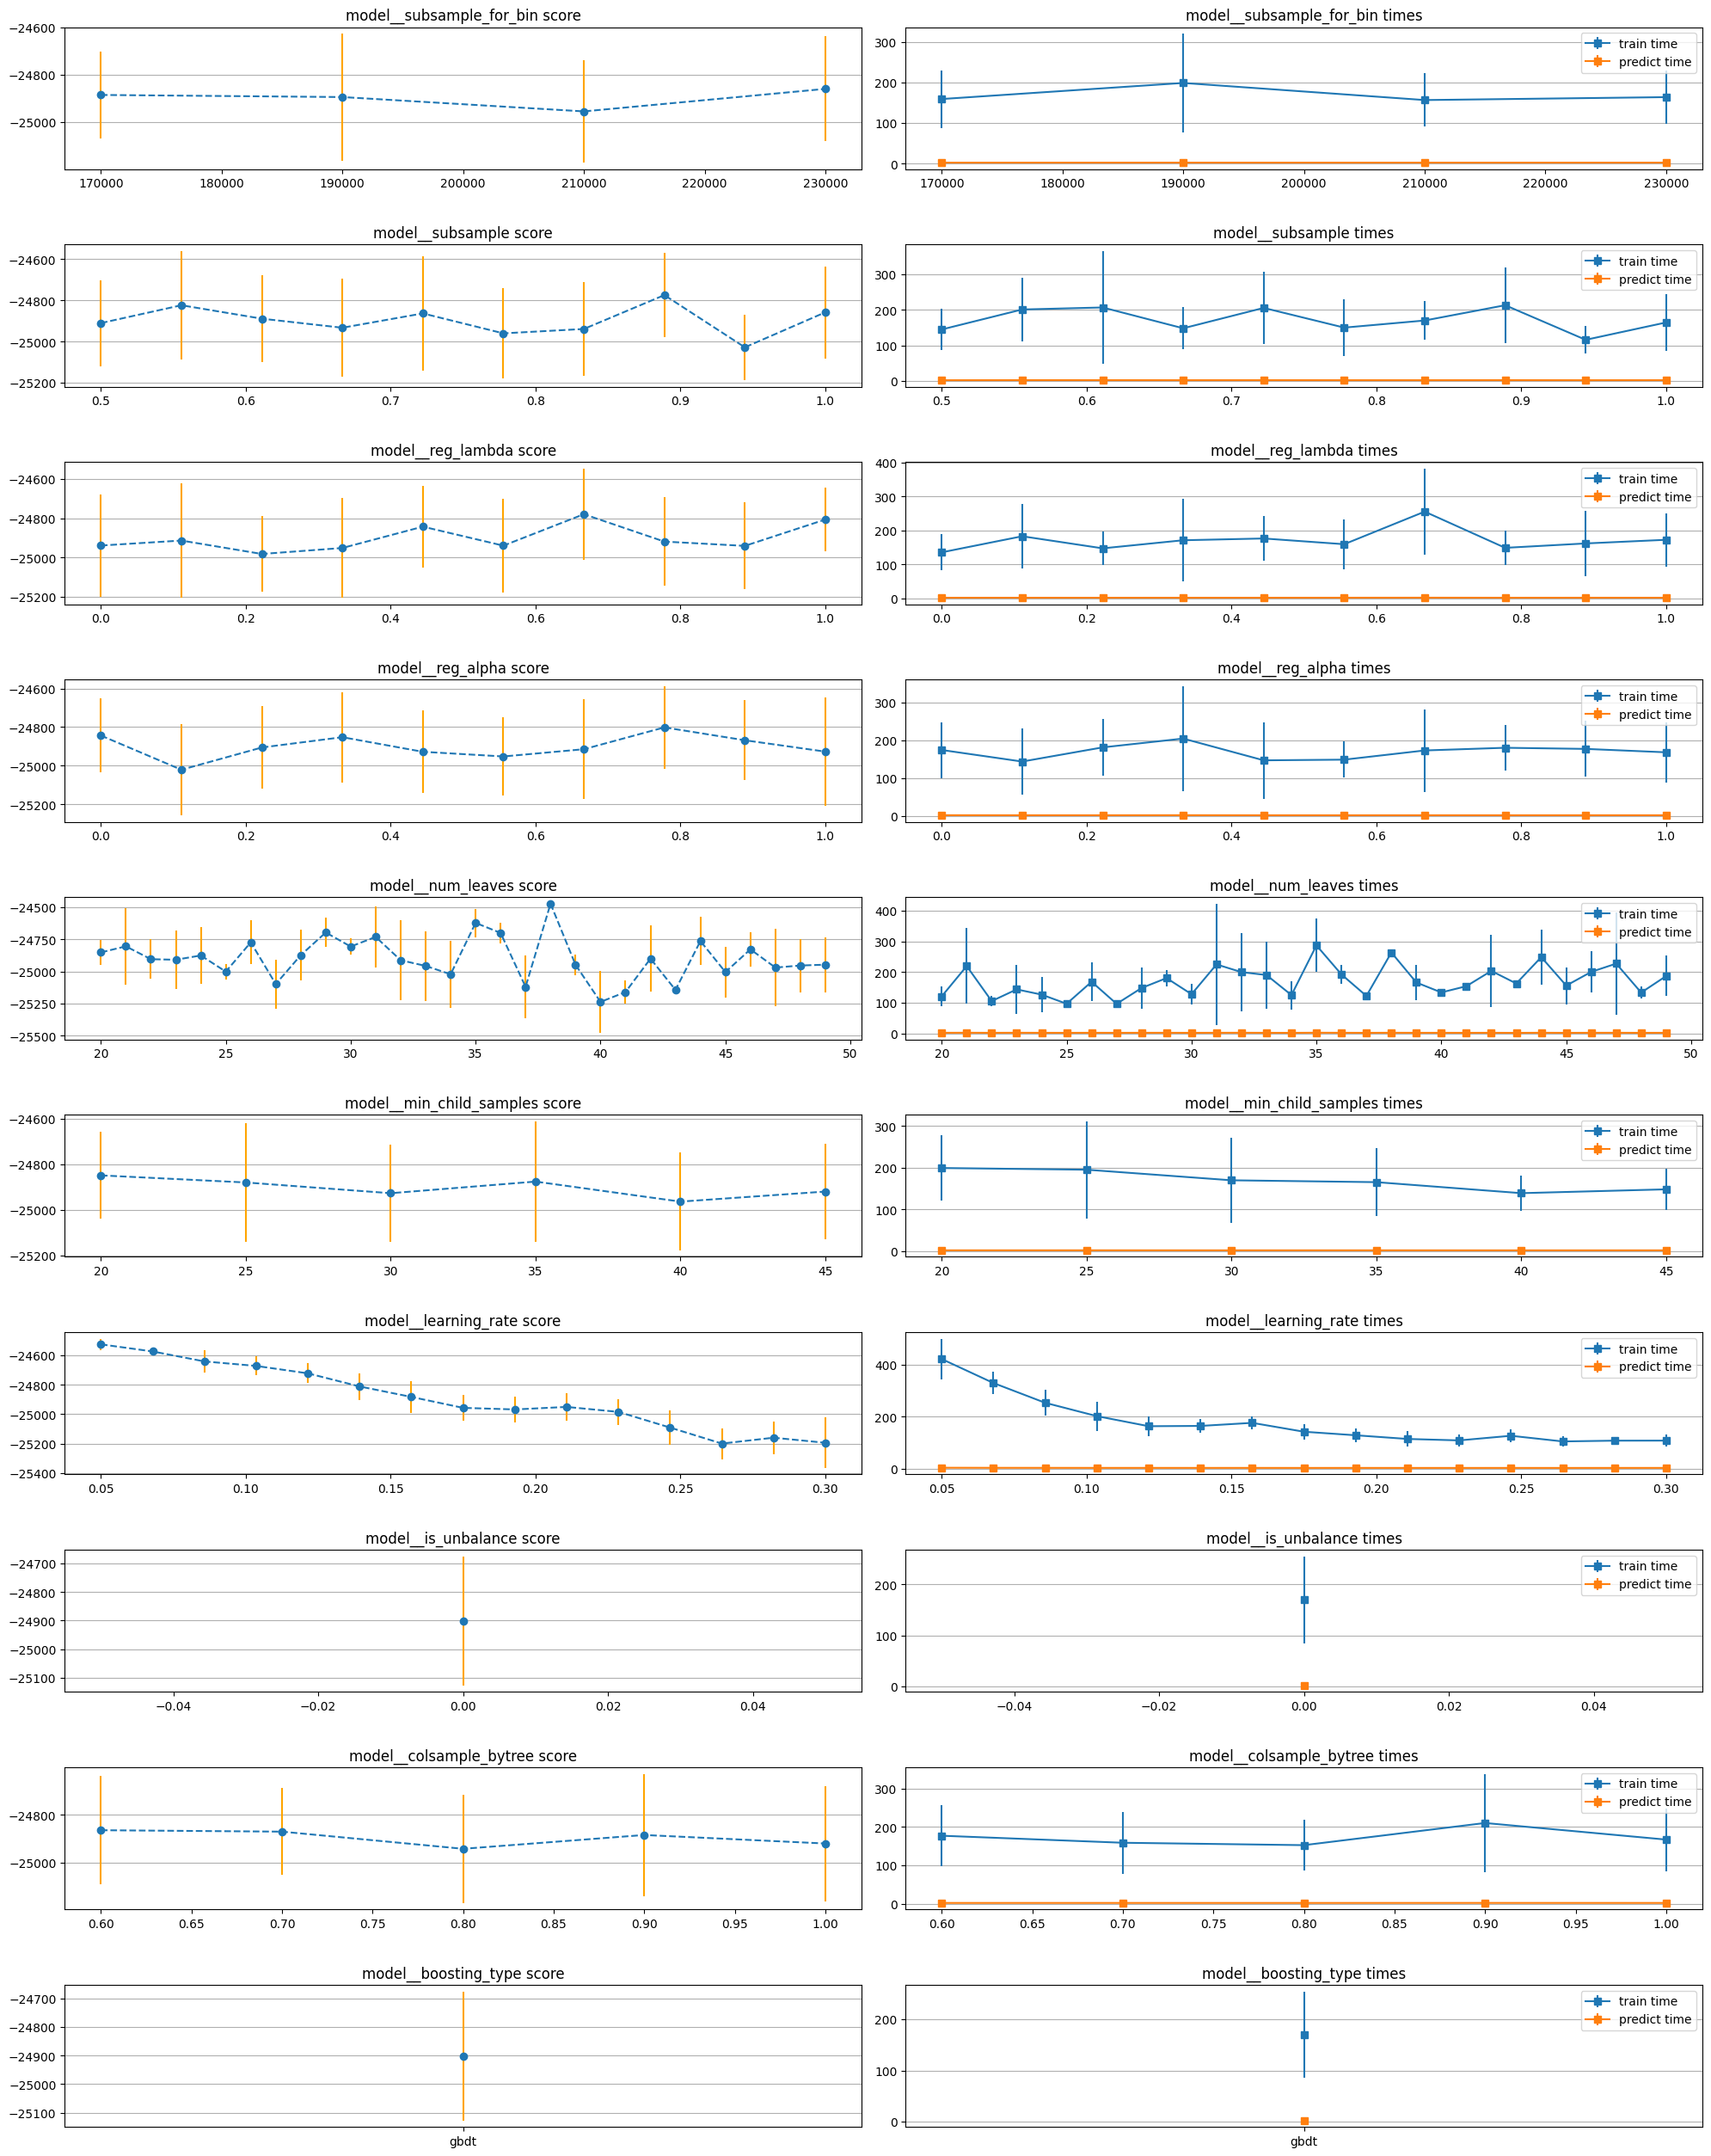 model__subsample_for_bin score
−24600
−24800
−25000
170000 180000 190000 200000 210000 220000 230000
model__subsample_for_bin times
300
200
100
0
train time
predict time
170000 180000 190000 200000 210000 220000 230000
model__subsample score
−24600
−24800
−25000
−25200
0.5 0.6 0.7 0.8 0.9 1.0
model__subsample times
300
200
100
0
train time
predict time
0.5 0.6 0.7 0.8 0.9 1.0
model__reg_lambda score
−24600
−24800
−25000
−25200
0.0 0.2 0.4 0.6 0.8 1.0
model__reg_lambda times
400
300
200
100
0
train time
predict time
0.0 0.2 0.4 0.6 0.8 1.0
model__reg_alpha score
−24600
−24800
−25000
−25200
0.0 0.2 0.4 0.6 0.8 1.0
model__reg_alpha times
300
200
100
0
train time
predict time
0.0 0.2 0.4 0.6 0.8 1.0
model__num_leaves score
−24500
−24750
−25000
−25250
−25500
20 25 30 35 40 45 50
model__num_leaves times
400
300
200
100
0
train time
predict time
20 25 30 35 40 45 50
model__min_child_samples score
−24600
−24800
−25000
−25200
20 25 30 35 40 45
model__min_child_samples times
300
200
100
0
train time
predict time
20 25 30 35 40 45
model__learning_rate score
−24600
−24800
−25000
−25200
−25400
0.05 0.10 0.15 0.20 0.25 0.30
model__learning_rate times
400
200
0
train time
predict time
0.05 0.10 0.15 0.20 0.25 0.30
model__is_unbalance score
−24700
−24800
−24900
−25000
−25100
−0.04 −0.02 0.00 0.02 0.04
model__is_unbalance times
200
100
0
train time
predict time
−0.04 −0.02 0.00 0.02 0.04
model__colsample_bytree score
−24800
−25000
0.60 0.65 0.70 0.75 0.80 0.85 0.90 0.95 1.00
model__colsample_bytree times
300
200
100
0
train time
predict time
0.60 0.65 0.70 0.75 0.80 0.85 0.90 0.95 1.00
model__boosting_type score
−24700
−24800
−24900
−25000
−25100
gbdt
model__boosting_type times
200
100
0
train time
predict time
gbdt